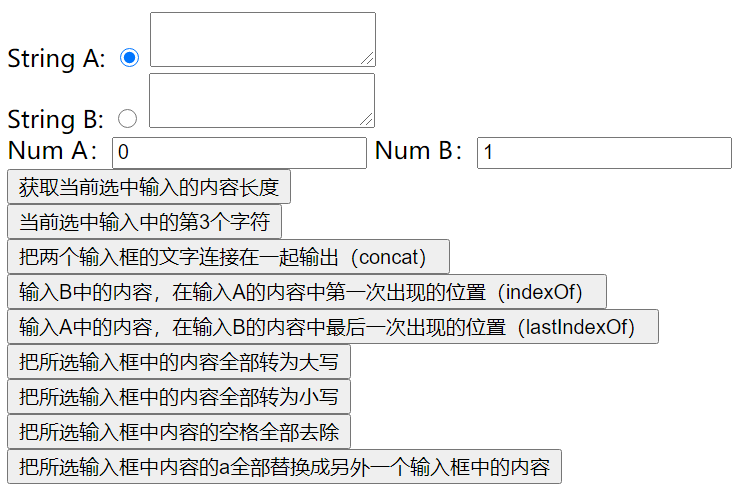 String A:
String B:
Num A：0 Num B：1
获取当前选中输入的内容长度
当前选中输入中的第3个字符
把两个输入框的文字连接在一起输出（concat）
输入B中的内容，在输入A的内容中第一次出现的位置（indexOf）
输入A中的内容，在输入B的内容中最后一次出现的位置（lastIndexOf）
把所选输入框中的内容全部转为大写
把所选输入框中的内容全部转为小写
把所选输入框中内容的空格全部去除
把所选输入框中内容的a全部替换成另外一个输入框中的内容